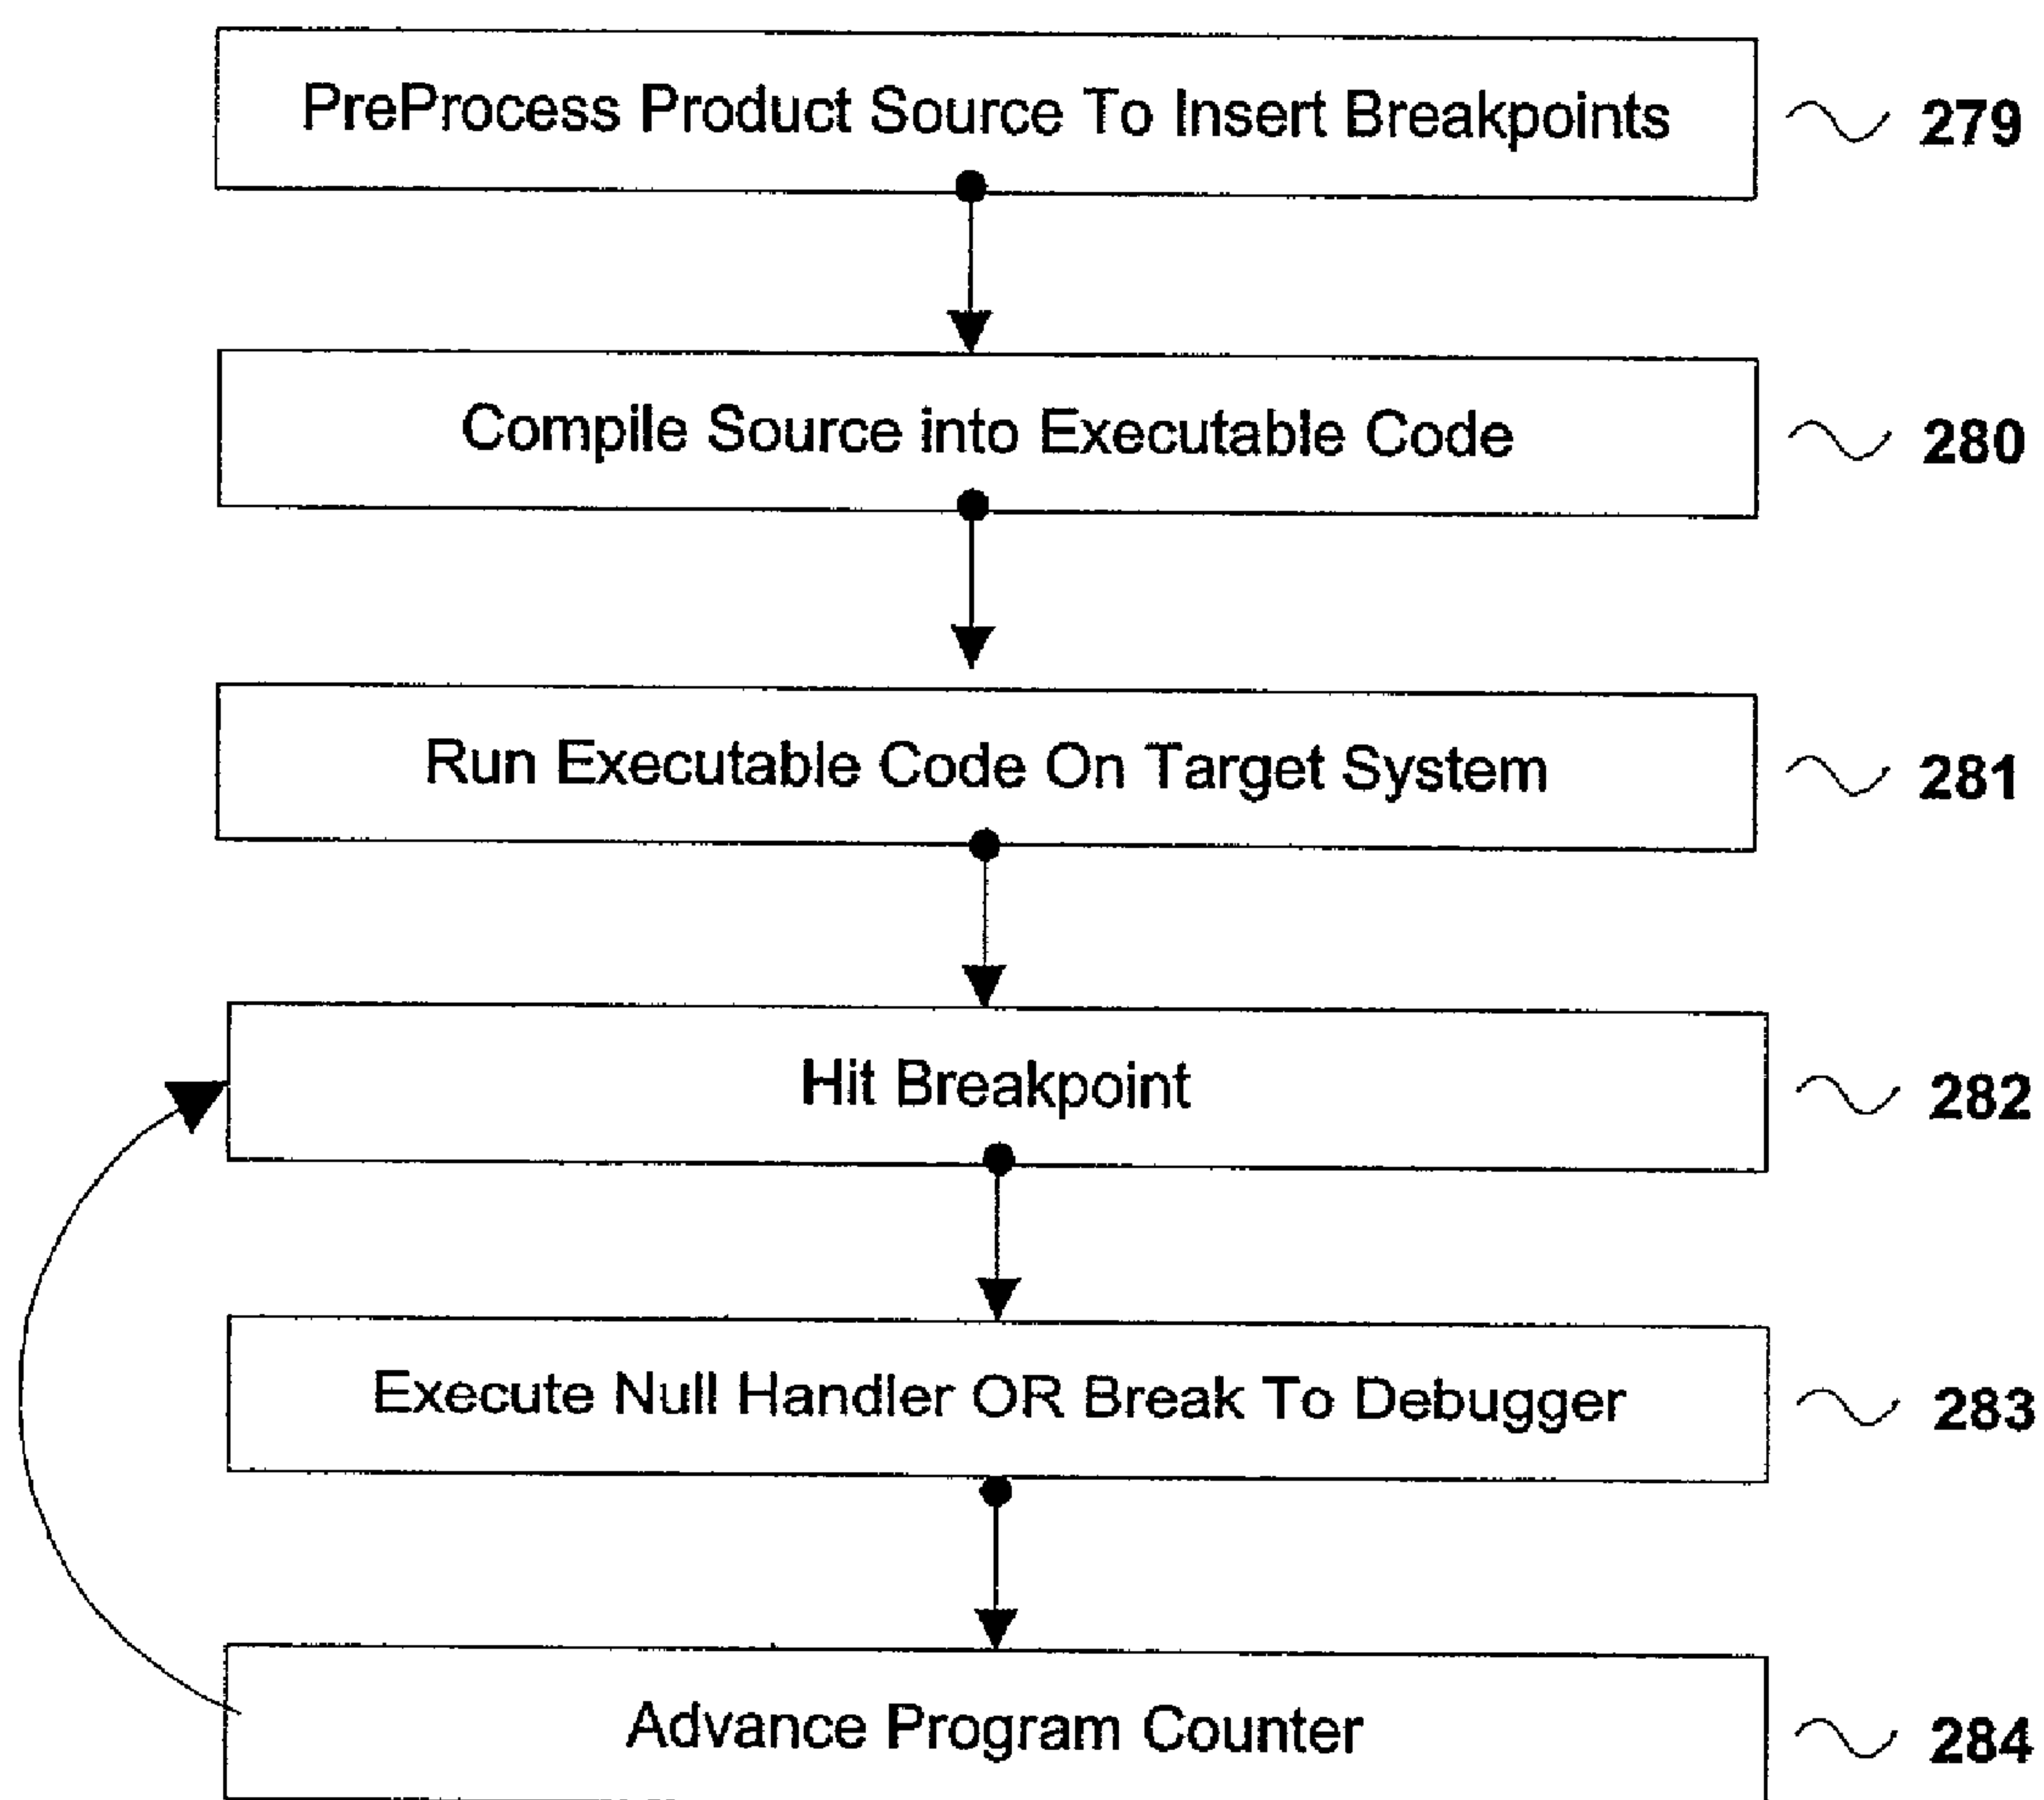 PreProcess Product Source To Insert Breakpoints 279
Compile Source into Executable Code 280
Run Executable Code On Target System 281
Hit Breakpoint 282
Execute Null Handler OR Break To Debugger 283
Advance Program Counter 284